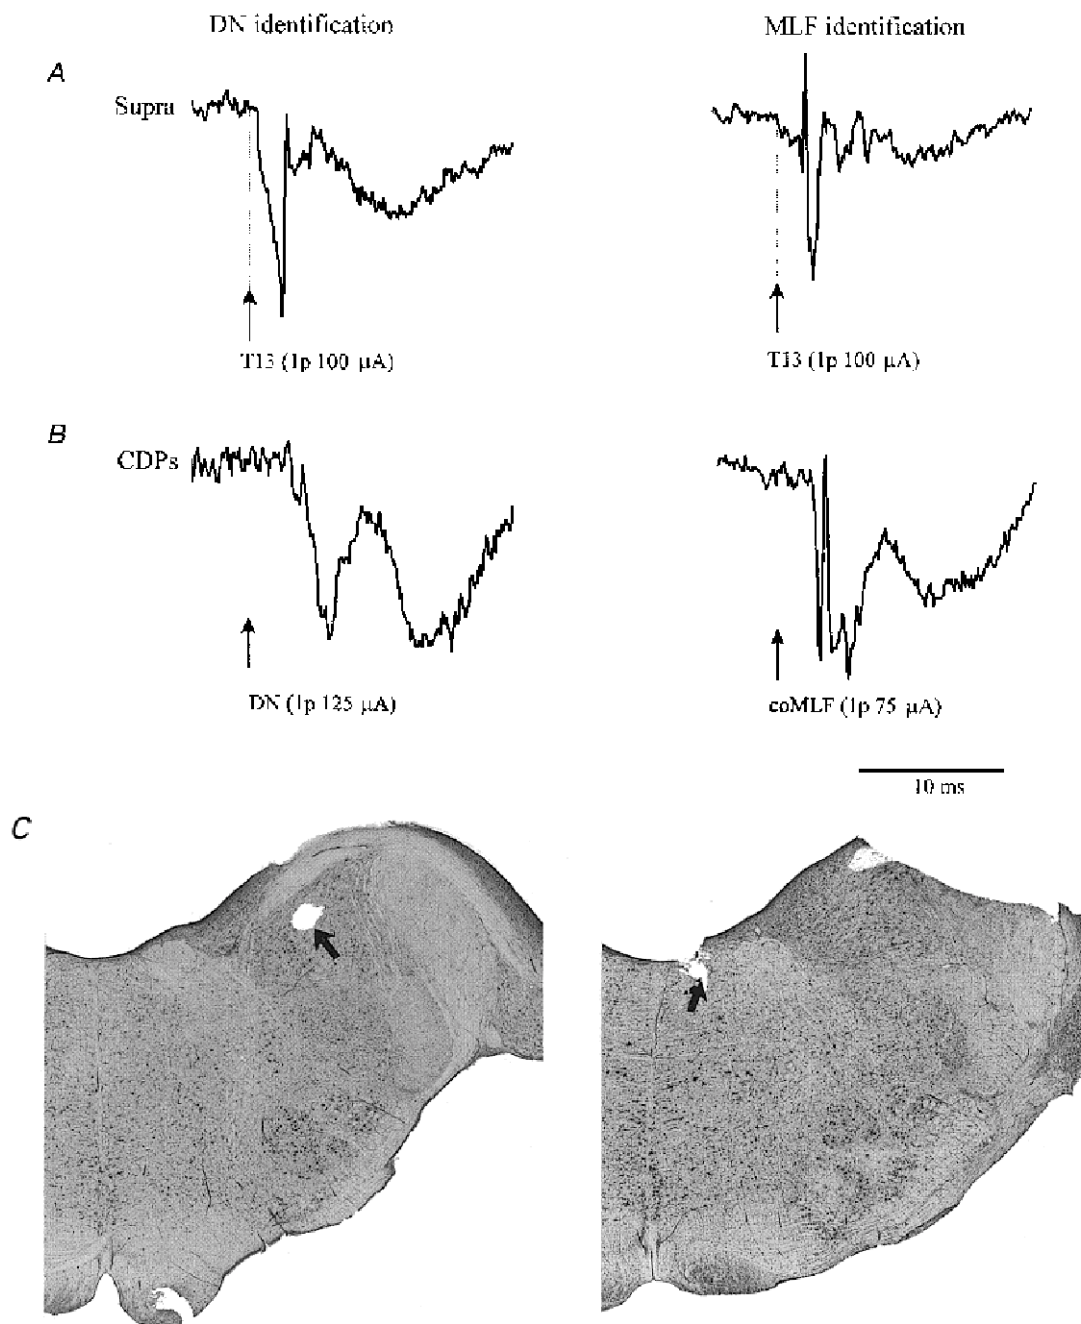 DN identification
MLF identification
A
Supra
T13 (1p 100 µA)
T13 (1p 100 µA)
B
CDPs
DN (1p 125 µA)
coMLF (1p 75 µA)
10 ms
C